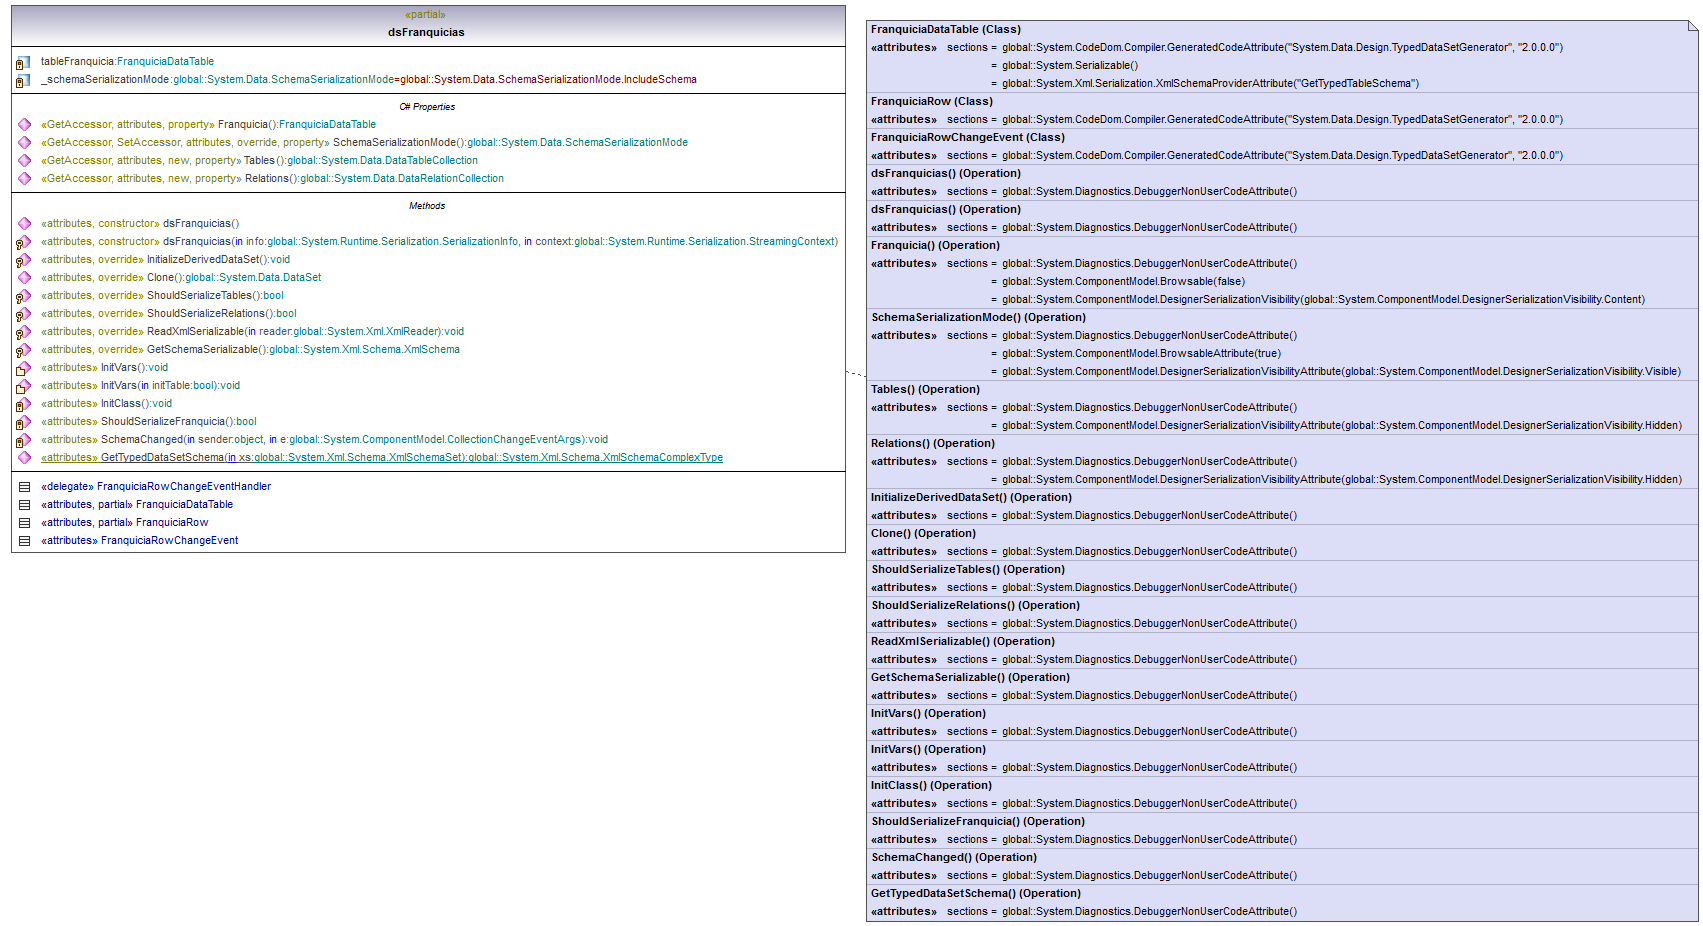 «partial»
dsFranquicias
tableFranquicia:FranquiciaDataTable
_schemaSerializationMode:global::System.Data.SchemaSerializationMode=global::System.Data.SchemaSerializationMode.IncludeSchema
C# Properties
«GetAccessor, attributes, property» Franquicia():FranquiciaDataTable
«GetAccessor, SetAccessor, attributes, override, property» SchemaSerializationMode():global::System.Data.SchemaSerializationMode
«GetAccessor, attributes, new, property» Tables():global::System.Data.DataTableCollection
«GetAccessor, attributes, new, property» Relations():global::System.Data.DataRelationCollection
Methods
«attributes, constructor» dsFranquicias()
«attributes, constructor» dsFranquicias(in info:global::System.Runtime.Serialization.SerializationInfo, in context:global::System.Runtime.Serialization.StreamingContext)
«attributes, override» InitializeDerivedDataSet():void
«attributes, override» Clone():global::System.Data.DataSet
«attributes, override» ShouldSerializeTables():bool
«attributes, override» ShouldSerializeRelations():bool
«attributes, override» ReadXmlSerializable(in reader:global::System.Xml.XmlReader):void
«attributes, override» GetSchemaSerializable():global::System.Xml.Schema.XmlSchema
«attributes» InitVars():void
«attributes» InitVars(in initTable:bool):void
«attributes» InitClass():void
«attributes» ShouldSerializeFranquicia():bool
«attributes» SchemaChanged(in sender:object, in e:global::System.ComponentModel.CollectionChangeEventArgs):void
«attributes» GetTypedDataSetSchema(in xs:global::System.Xml.Schema.XmlSchemaSet):global::System.Xml.Schema.XmlSchemaComplexType
«delegate» FranquiciaRowChangeEventHandler
«attributes, partial» FranquiciaDataTable
«attributes, partial» FranquiciaRow
«attributes» FranquiciaRowChangeEvent
FranquiciaDataTable (Class)
«attributes» sections = global::System.CodeDom.Compiler.GeneratedCodeAttribute("System.Data.Design.TypedDataSetGenerator", "2.0.0.0")
= global::System.Serializable()
= global::System.Xml.Serialization.XmlSchemaProviderAttribute("GetTypedTableSchema")
FranquiciaRow (Class)
«attributes» sections = global::System.CodeDom.Compiler.GeneratedCodeAttribute("System.Data.Design.TypedDataSetGenerator", "2.0.0.0")
FranquiciaRowChangeEvent (Class)
«attributes» sections = global::System.CodeDom.Compiler.GeneratedCodeAttribute("System.Data.Design.TypedDataSetGenerator", "2.0.0.0")
dsFranquicias() (Operation)
«attributes» sections = global::System.Diagnostics.DebuggerNonUserCodeAttribute()
dsFranquicias() (Operation)
«attributes» sections = global::System.Diagnostics.DebuggerNonUserCodeAttribute()
Franquicia() (Operation)
«attributes» sections = global::System.Diagnostics.DebuggerNonUserCodeAttribute()
= global::System.ComponentModel.Browsable(false)
= global::System.ComponentModel.DesignerSerializationVisibility(global::System.ComponentModel.DesignerSerializationVisibility.Content)
SchemaSerializationMode() (Operation)
«attributes» sections = global::System.Diagnostics.DebuggerNonUserCodeAttribute()
= global::System.ComponentModel.BrowsableAttribute(true)
= global::System.ComponentModel.DesignerSerializationVisibilityAttribute(global::System.ComponentModel.DesignerSerializationVisibility.Visible)
Tables() (Operation)
«attributes» sections = global::System.Diagnostics.DebuggerNonUserCodeAttribute()
= global::System.ComponentModel.DesignerSerializationVisibilityAttribute(global::System.ComponentModel.DesignerSerializationVisibility.Hidden)
Relations() (Operation)
«attributes» sections = global::System.Diagnostics.DebuggerNonUserCodeAttribute()
= global::System.ComponentModel.DesignerSerializationVisibilityAttribute(global::System.ComponentModel.DesignerSerializationVisibility.Hidden)
InitializeDerivedDataSet() (Operation)
«attributes» sections = global::System.Diagnostics.DebuggerNonUserCodeAttribute()
Clone() (Operation)
«attributes» sections = global::System.Diagnostics.DebuggerNonUserCodeAttribute()
ShouldSerializeTables() (Operation)
«attributes» sections = global::System.Diagnostics.DebuggerNonUserCodeAttribute()
ShouldSerializeRelations() (Operation)
«attributes» sections = global::System.Diagnostics.DebuggerNonUserCodeAttribute()
ReadXmlSerializable() (Operation)
«attributes» sections = global::System.Diagnostics.DebuggerNonUserCodeAttribute()
GetSchemaSerializable() (Operation)
«attributes» sections = global::System.Diagnostics.DebuggerNonUserCodeAttribute()
InitVars() (Operation)
«attributes» sections = global::System.Diagnostics.DebuggerNonUserCodeAttribute()
InitVars() (Operation)
«attributes» sections = global::System.Diagnostics.DebuggerNonUserCodeAttribute()
InitClass() (Operation)
«attributes» sections = global::System.Diagnostics.DebuggerNonUserCodeAttribute()
ShouldSerializeFranquicia() (Operation)
«attributes» sections = global::System.Diagnostics.DebuggerNonUserCodeAttribute()
SchemaChanged() (Operation)
«attributes» sections = global::System.Diagnostics.DebuggerNonUserCodeAttribute()
GetTypedDataSetSchema() (Operation)
«attributes» sections = global::System.Diagnostics.DebuggerNonUserCodeAttribute()